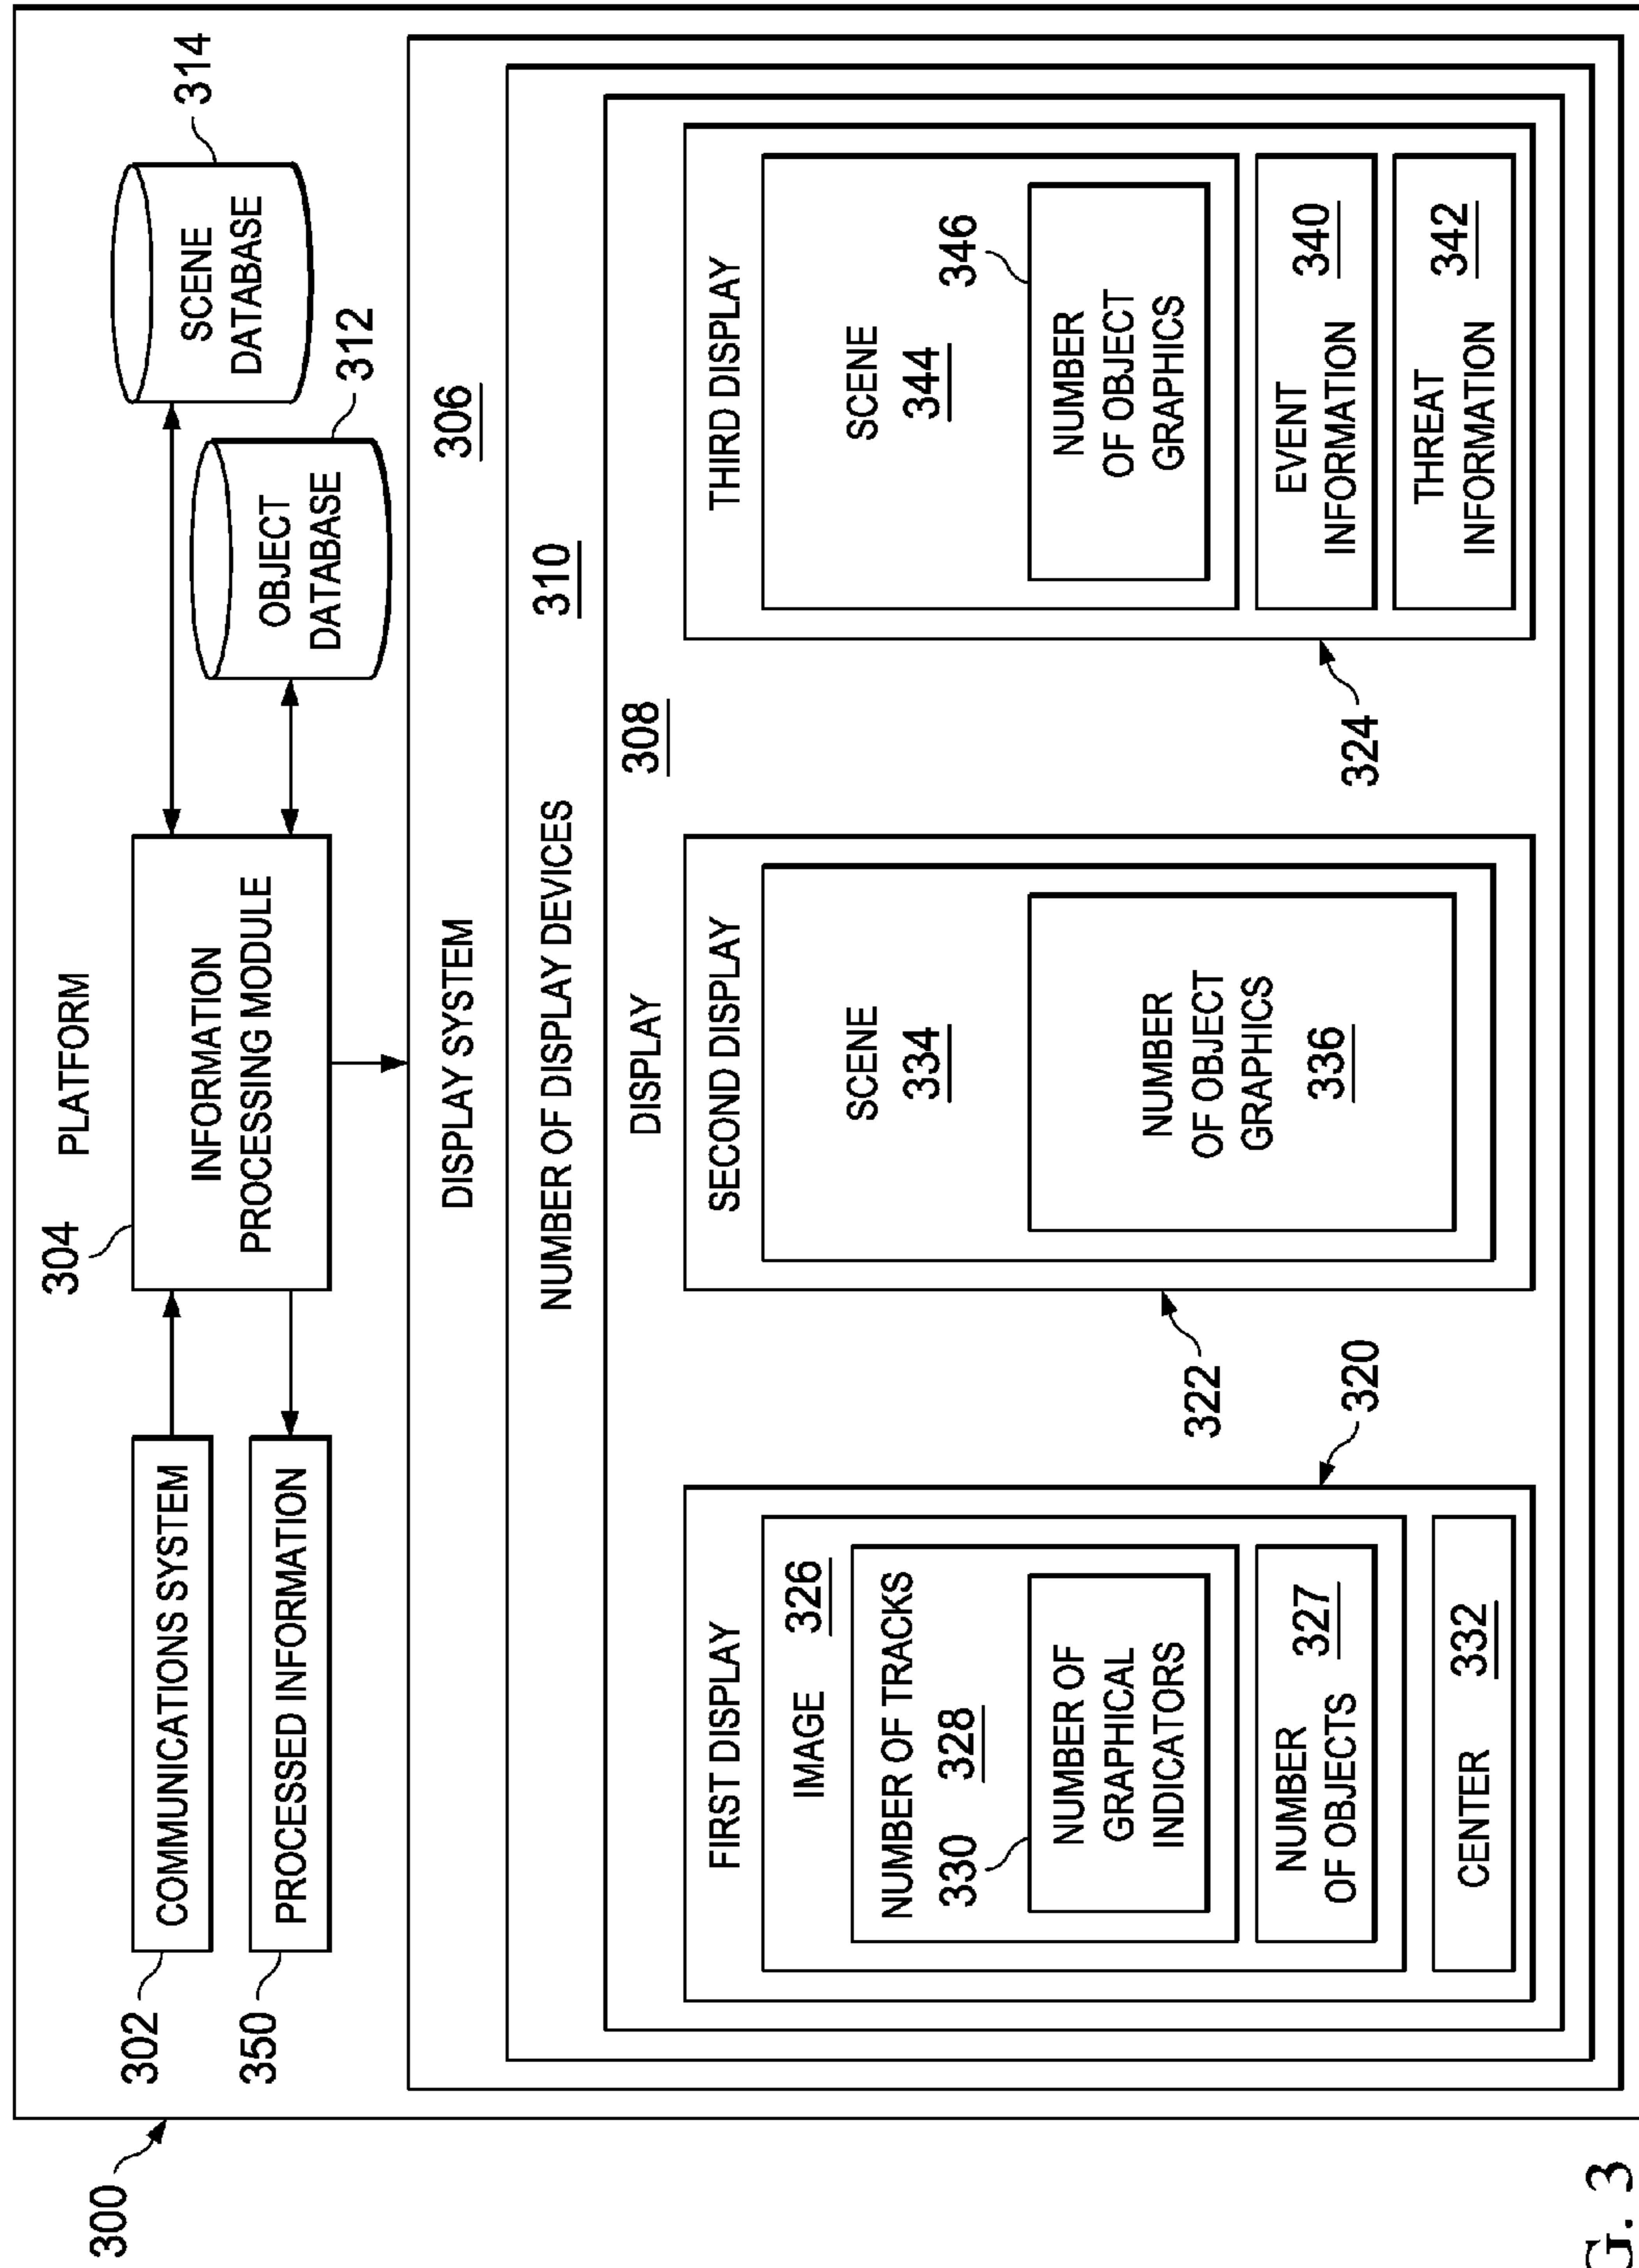 300
PLATFORM
302
COMMUNICATIONS SYSTEM
350
PROCESSED INFORMATION
304
INFORMATION
PROCESSING MODULE
SCENE
DATABASE
314
OBJECT
DATABASE
312
DISPLAY SYSTEM
306
NUMBER OF DISPLAY DEVICES
310
DISPLAY
308
FIRST DISPLAY
IMAGE
326
NUMBER OF TRACKS
328
330
NUMBER OF
GRAPHICAL
INDICATORS
NUMBER
OF OBJECTS
327
CENTER
332
320
SECOND DISPLAY
SCENE
334
NUMBER
OF OBJECT
GRAPHICS
336
322
THIRD DISPLAY
SCENE
344
346
NUMBER
OF OBJECT
GRAPHICS
EVENT
INFORMATION
340
THREAT
INFORMATION
342
324
G. 3